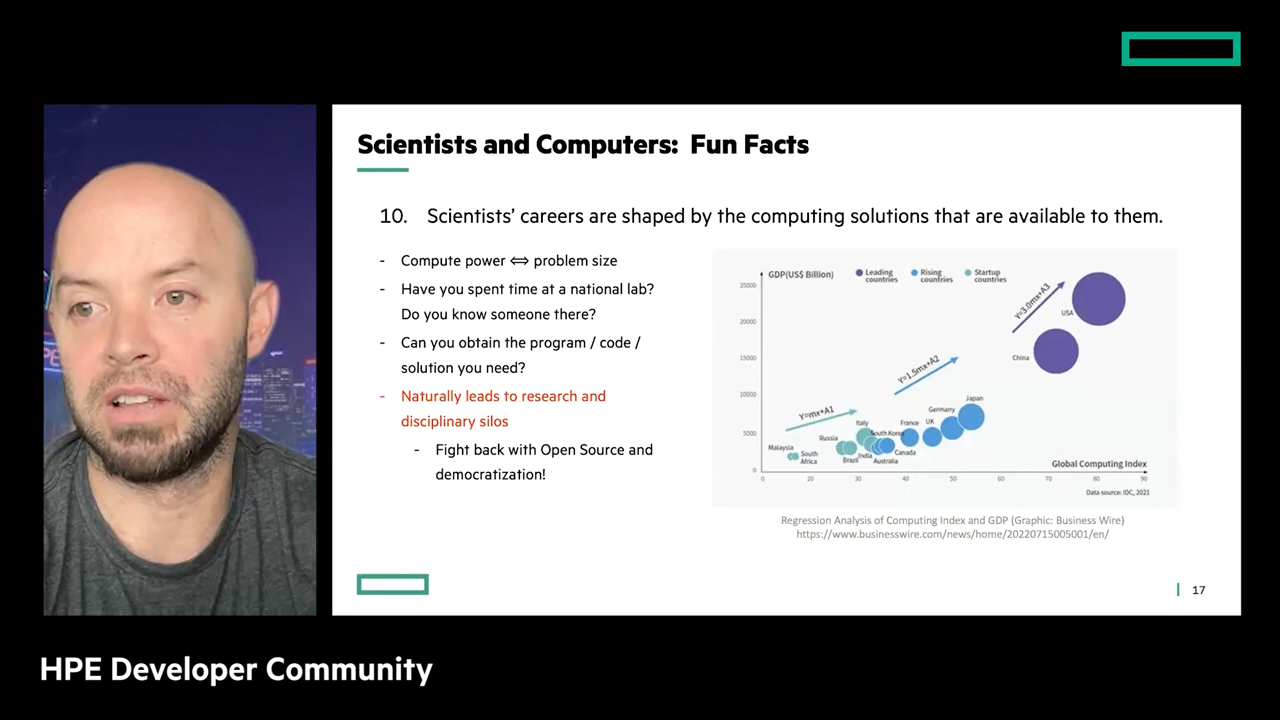 Scientists and Computers: Fun Facts
10. Scientists' careers are shaped by the computing solutions that are available to them.
- Compute power ⇔ problem size
- Have you spent time at a national lab?
Do you know someone there?
- Can you obtain the program / code /
solution you need?
- Naturally leads to research and
disciplinary silos
- Fight back with Open Source and
democratization!
GDP(US$ Billion)
Leading countries
Rising countries
Startup countries
25000
20000
15000
10000
5000
0
Y=mx+A1
Y=1.5mx+A2
Y=3.0mx+A3
USA
China
Japan
Germany
UK
France
Italy
South Korea
Russia
Malaysia
South Africa
Brazil
India
Australia
Canada
Global Computing Index
0 20 30 40 50 60 70 80 90
Data source: IDC, 2021
Regression Analysis of Computing Index and GDP (Graphic: Business Wire)
https://www.businesswire.com/news/home/20220715005001/en/
17
HPE Developer Community